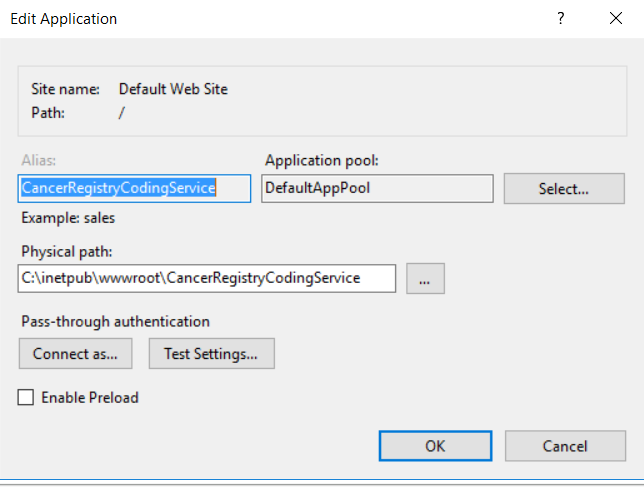 Edit Application
?
Site name: Default Web Site
Path: /
Alias: Application pool:
CancerRegistryCodingService DefaultAppPool Select...
Example: sales
Physical path:
C:\inetpub\wwwroot\CancerRegistryCodingService ...
Pass-through authentication
Connect as... Test Settings...
Enable Preload
OK Cancel